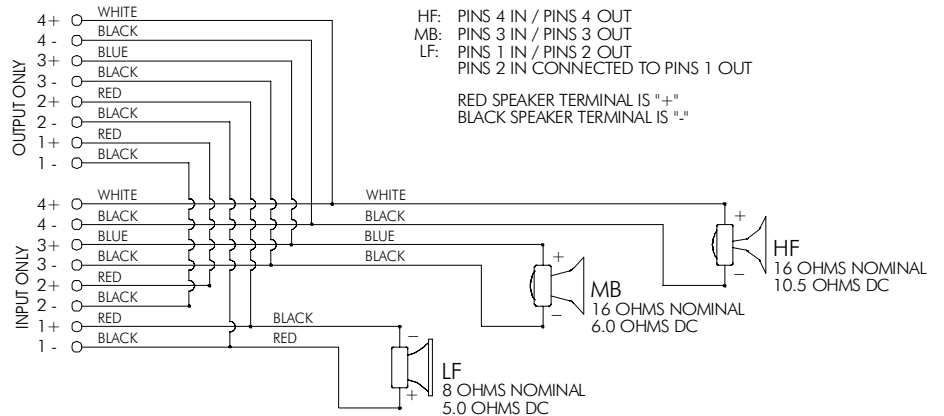 HF: PINS 4 IN / PINS 4 OUT
MB: PINS 3 IN / PINS 3 OUT
LF: PINS 1 IN / PINS 2 OUT
PINS 2 IN CONNECTED TO PINS 1 OUT
RED SPEAKER TERMINAL IS "+"
BLACK SPEAKER TERMINAL IS "-"
OUTPUT ONLY
4+ WHITE
4 - BLACK
3+ BLUE
3 - BLACK
2+ RED
2 - BLACK
1+ RED
1 - BLACK
INPUT ONLY
4+ WHITE WHITE
4 - BLACK BLACK
3+ BLUE BLUE
3 - BLACK BLACK
2+ RED
2 - BLACK
1+ RED BLACK
1 - BLACK RED
+
−
HF
16 OHMS NOMINAL
10.5 OHMS DC
+
−
MB
16 OHMS NOMINAL
6.0 OHMS DC
−
+
LF
8 OHMS NOMINAL
5.0 OHMS DC